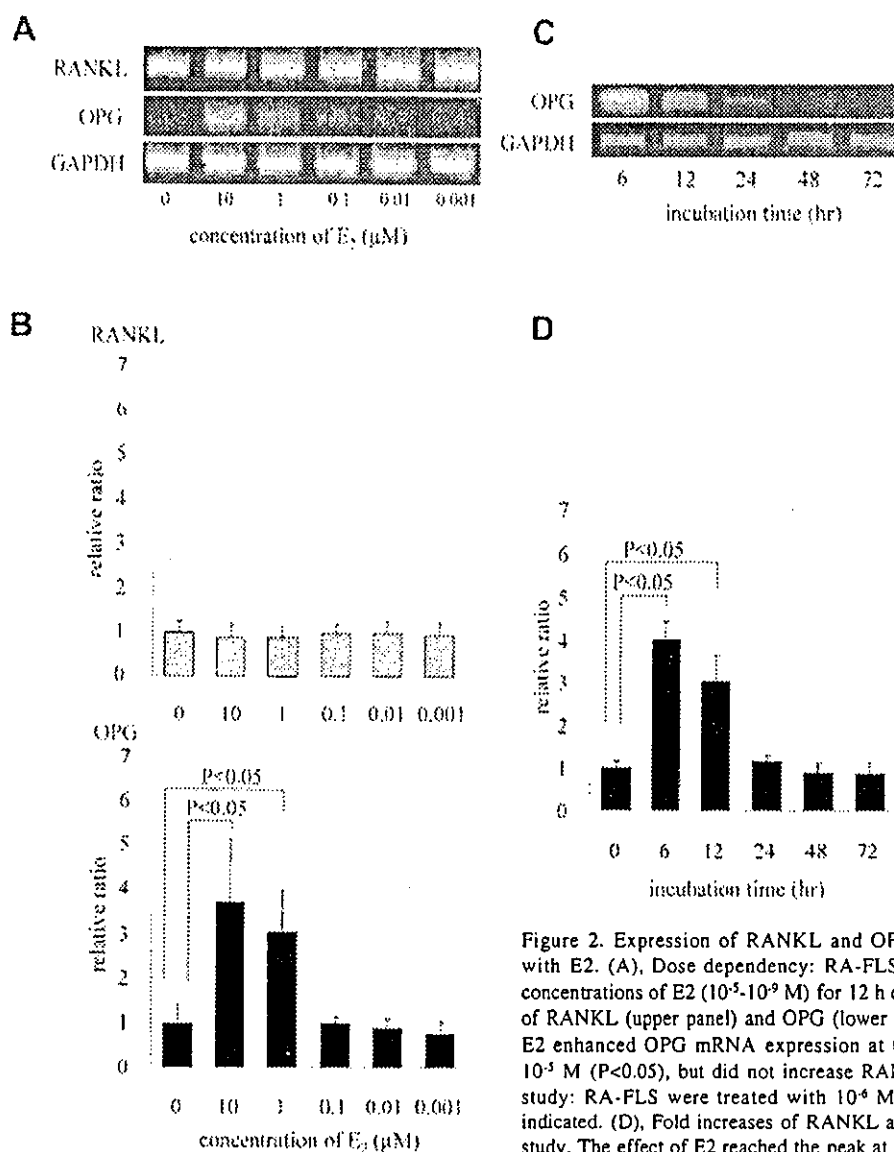 A
RANKL
OPG
GAPDH
0 10 1 0.1 0.01 0.001
concentration of E₂ (μM)
C
OPG
GAPDH
6 12 24 48 72
incubation time (hr)
B
RANKL
7
6
5
4
3
2
1
0
relative ratio
0 10 1 0.1 0.01 0.001
OPG
7
6
5
4
3
2
1
0
relative ratio
P<0.05
P<0.05
0 10 1 0.1 0.01 0.001
concentration of E₂ (μM)
D
7
6
5
4
3
2
1
0
relative ratio
P<0.05
P<0.05
0 6 12 24 48 72
incubation time (hr)
Figure 2. Expression of RANKL and
with E2. (A), Dose dependency: RA-FLS
concentrations of E2 (10⁻⁵-10⁻⁹ M) for 12 h
of RANKL (upper panel) and OPG (lower
E2 enhanced OPG mRNA expression at
10⁻⁵ M (P<0.05), but did not increase
study: RA-FLS were treated with 10⁻⁶ M
indicated. (D), Fold increases of RANKL
study. The effect of E2 reached the peak at